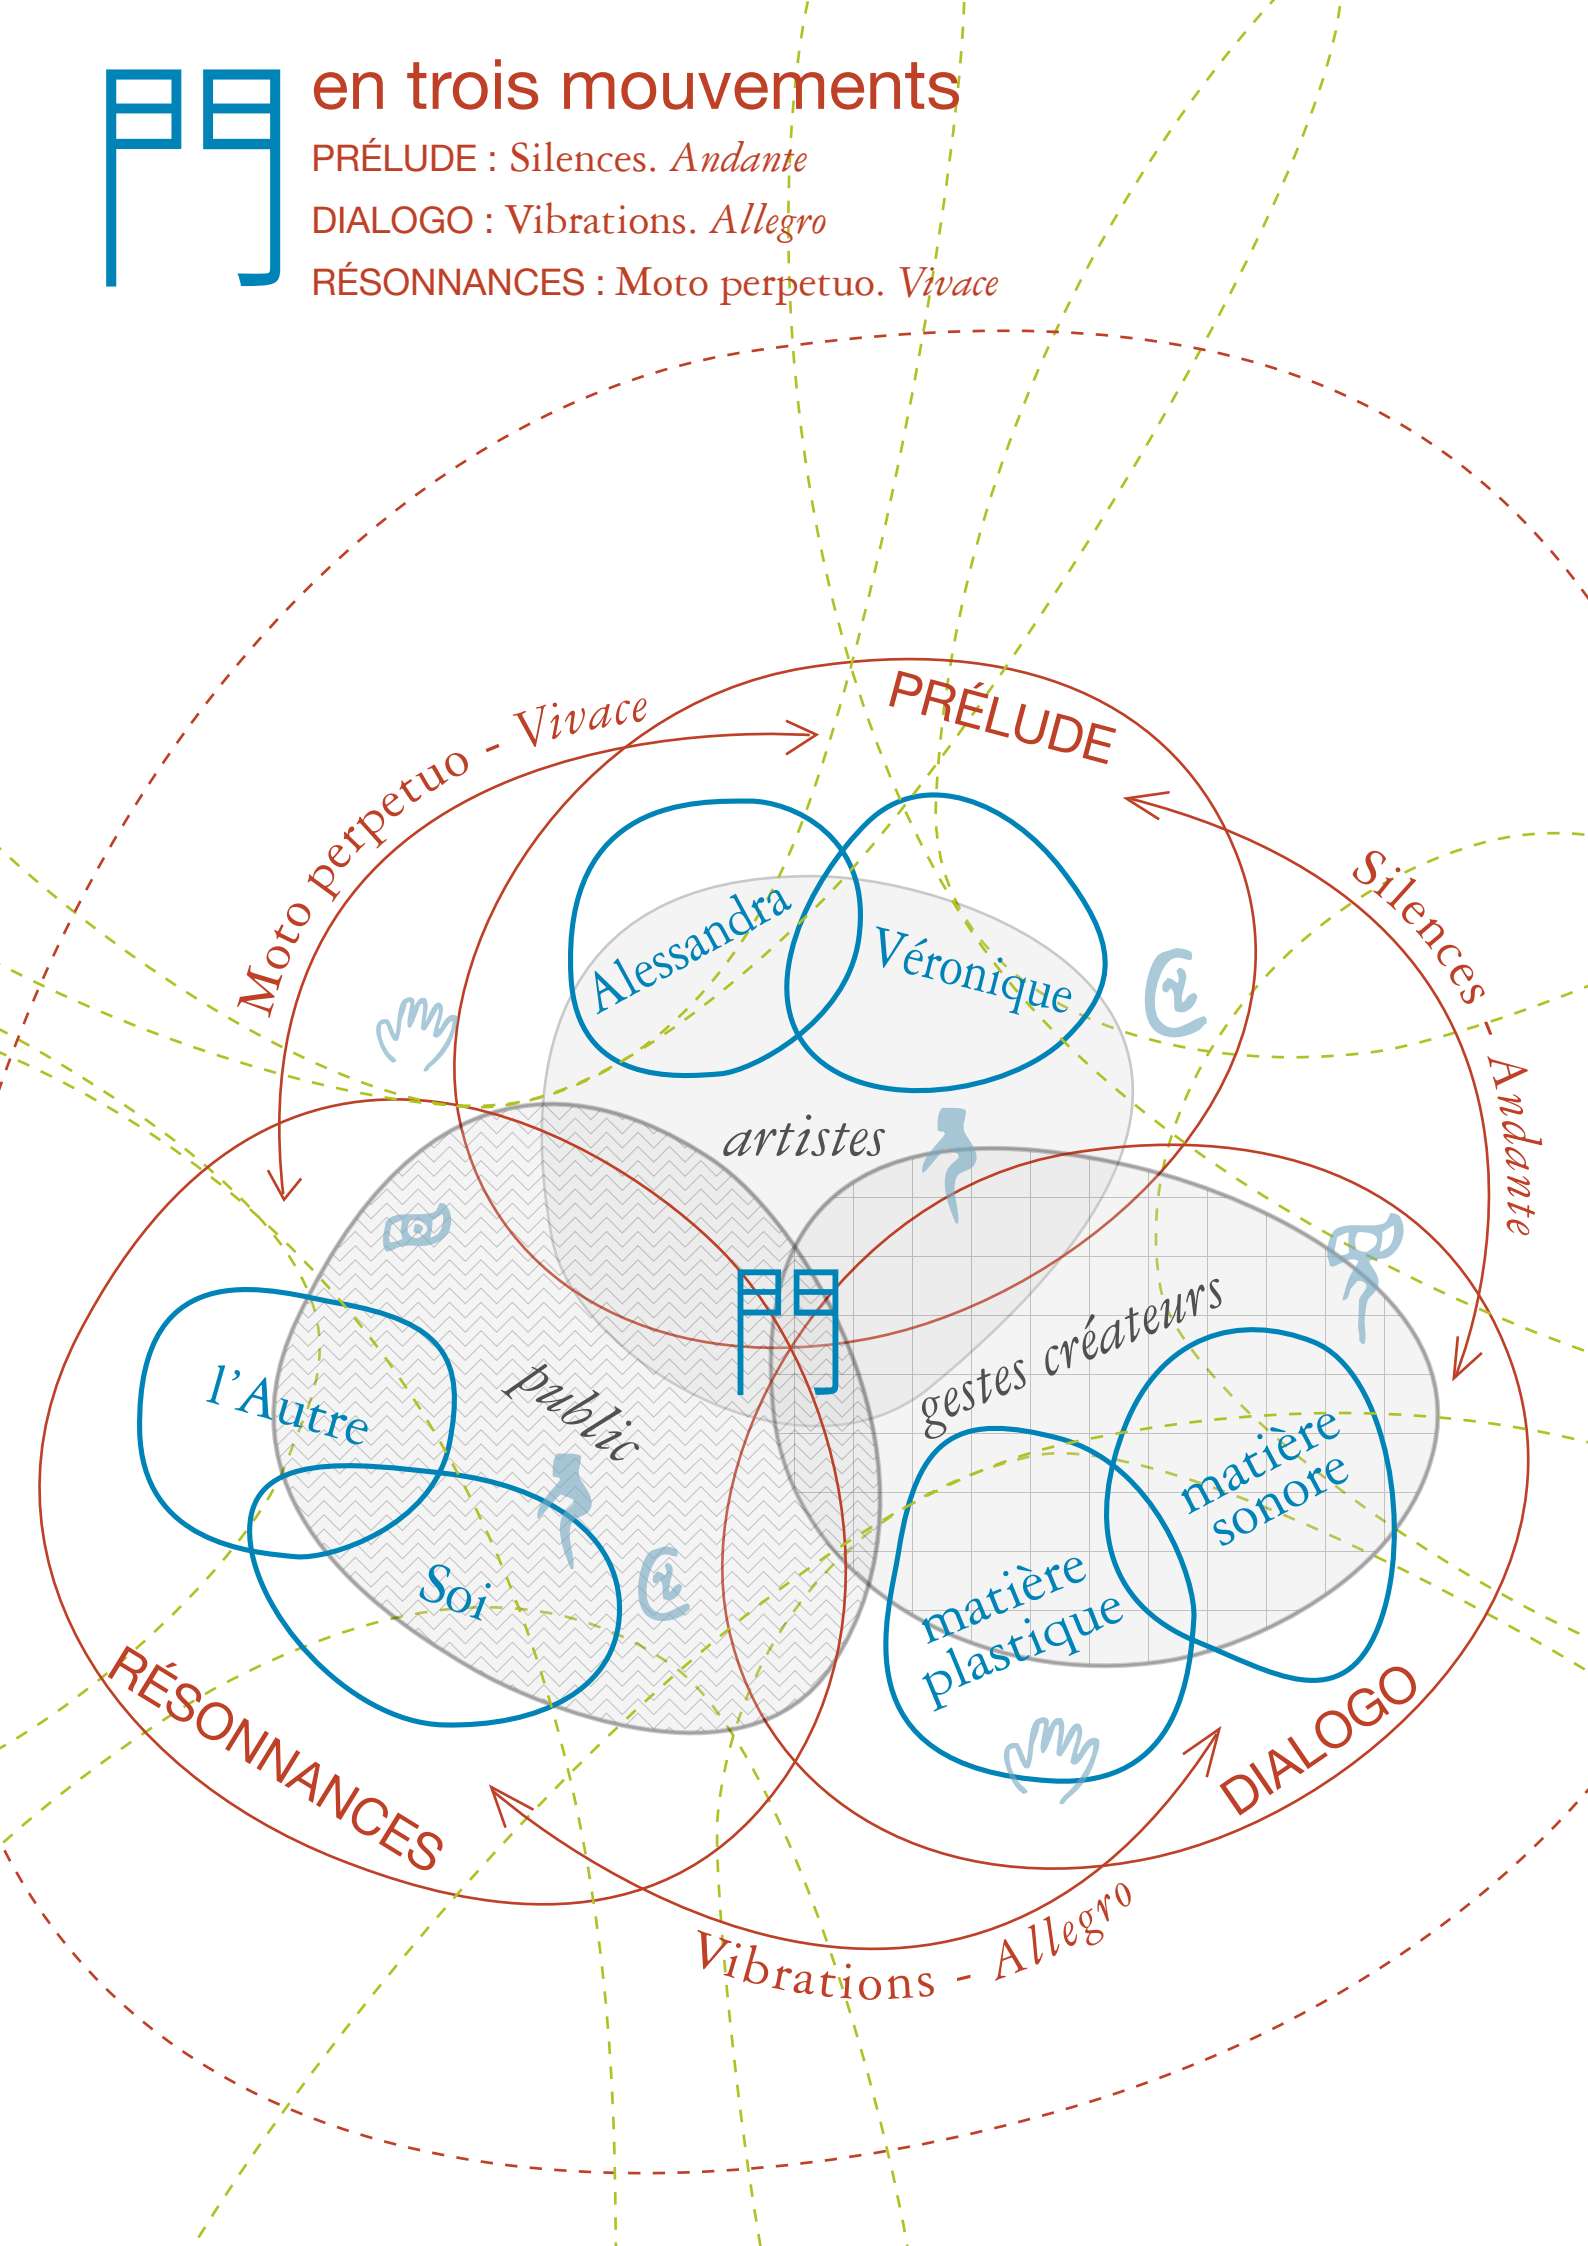 門 en trois mouvements
PRÉLUDE : Silences. Andante
DIALOGO : Vibrations. Allegro
RÉSONNANCES : Moto perpetuo. Vivace
PRÉLUDE
Moto perpetuo - Vivace
Silences - Andante
Alessandra
Véronique
artistes
門
gestes créateurs
public
l’Autre
Soi
matière
sonore
matière
plastique
RÉSONNANCES
DIALOGO
Vibrations - Allegro